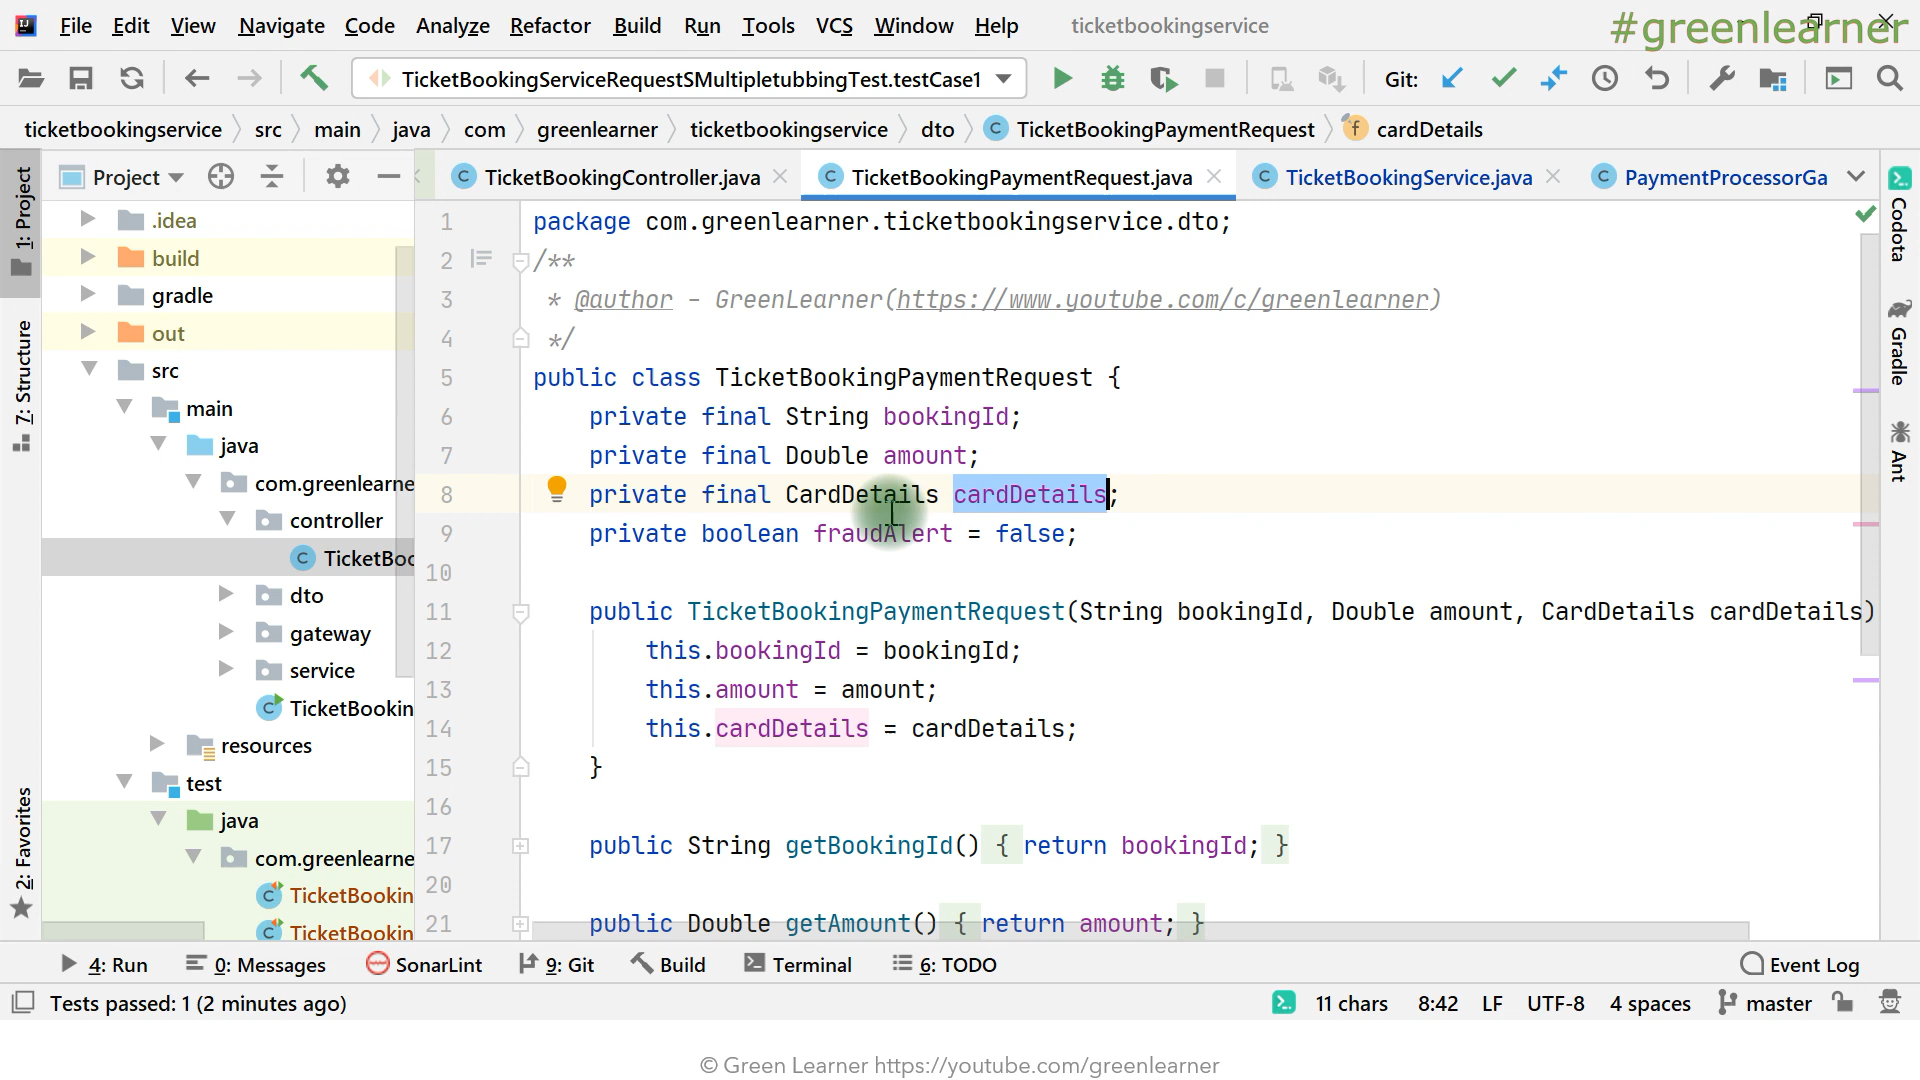 File Edit View Navigate Code Analyze Refactor Build Run Tools VCS Window Help ticketbookingservice
#greenlearner
TicketBookingServiceRequestSMultipletubbingTest.testCase1 Git:
ticketbookingservice src main java com greenlearner ticketbookingservice dto TicketBookingPaymentRequest cardDetails
Project TicketBookingController.java TicketBookingPaymentRequest.java TicketBookingService.java PaymentProcessorGa
1: Project
7: Structure
2: Favorites
.idea
build
gradle
out
src
main
java
com.greenlearne
controller
TicketBoo
dto
gateway
service
TicketBookin
resources
test
java
com.greenlearne
TicketBookin
TicketBookin
1 package com.greenlearner.ticketbookingservice.dto;
2 /**
3 * @author - GreenLearner(https://www.youtube.com/c/greenlearner)
4 */
5 public class TicketBookingPaymentRequest {
6 private final String bookingId;
7 private final Double amount;
8 private final CardDetails cardDetails;
9 private boolean fraudAlert = false;
10
11 public TicketBookingPaymentRequest(String bookingId, Double amount, CardDetails cardDetails)
12 this.bookingId = bookingId;
13 this.amount = amount;
14 this.cardDetails = cardDetails;
15 }
16
17 public String getBookingId() { return bookingId; }
20
21 public Double getAmount() { return amount; }
Codota
Gradle
Ant
4: Run 0: Messages SonarLint 9: Git Build Terminal 6: TODO Event Log
Tests passed: 1 (2 minutes ago) 11 chars 8:42 LF UTF-8 4 spaces master
© Green Learner https://youtube.com/greenlearner